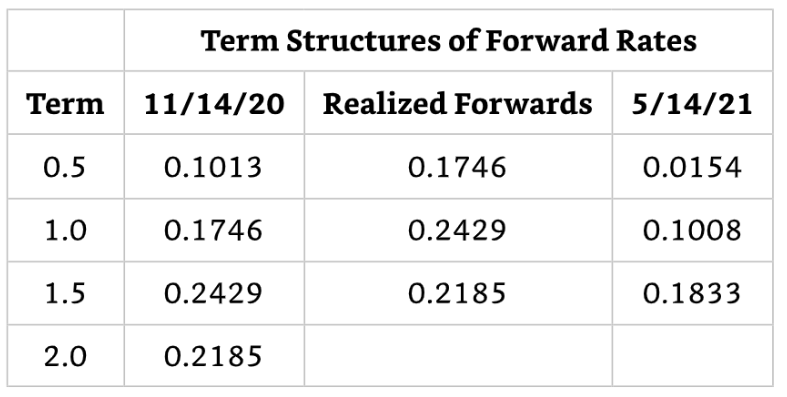 Term Structures of Forward Rates
Term 11/14/20 Realized Forwards 5/14/21
0.5 0.1013 0.1746 0.0154
1.0 0.1746 0.2429 0.1008
1.5 0.2429 0.2185 0.1833
2.0 0.2185